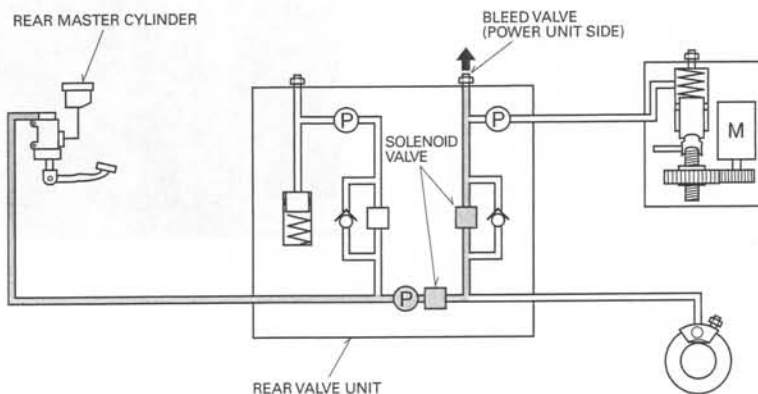 REAR MASTER CYLINDER
BLEED VALVE
(POWER UNIT SIDE)
P
P
SOLENOID
VALVE
M
P
REAR VALVE UNIT